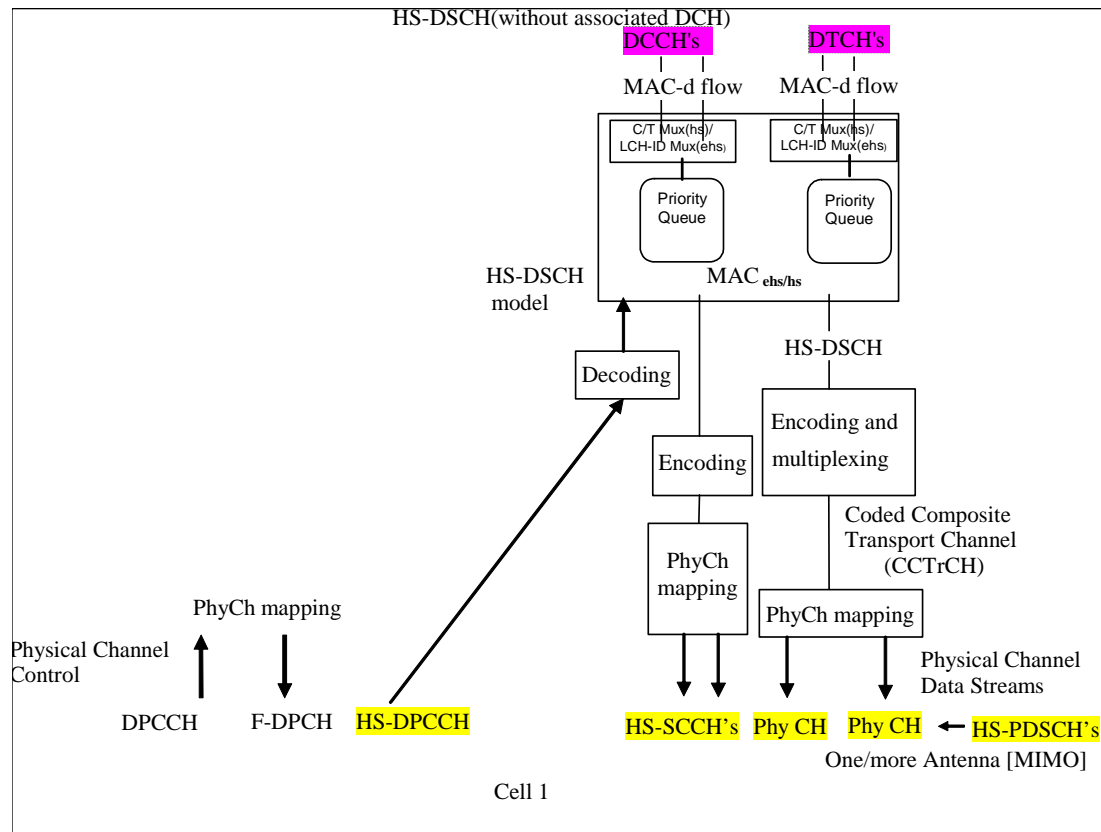 HS-DSCH(without associated DCH)
DCCH's
DTCH's
MAC-d flow
MAC-d flow
C/T Mux(hs)/
LCH-ID Mux(ehs)
C/T Mux(hs)/
LCH-ID Mux(ehs)
Priority
Queue
Priority
Queue
HS-DSCH
model
MAC ehs/hs
HS-DSCH
Decoding
Encoding and
multiplexing
Encoding
Coded Composite
Transport Channel
(CCTrCH)
PhyCh
mapping
PhyCh mapping
PhyCh mapping
Physical Channel
Control
Physical Channel
Data Streams
DPCCH
F-DPCH
HS-DPCCH
HS-SCCH’s
Phy CH
Phy CH
HS-PDSCH’s
One/more Antenna [MIMO]
Cell 1